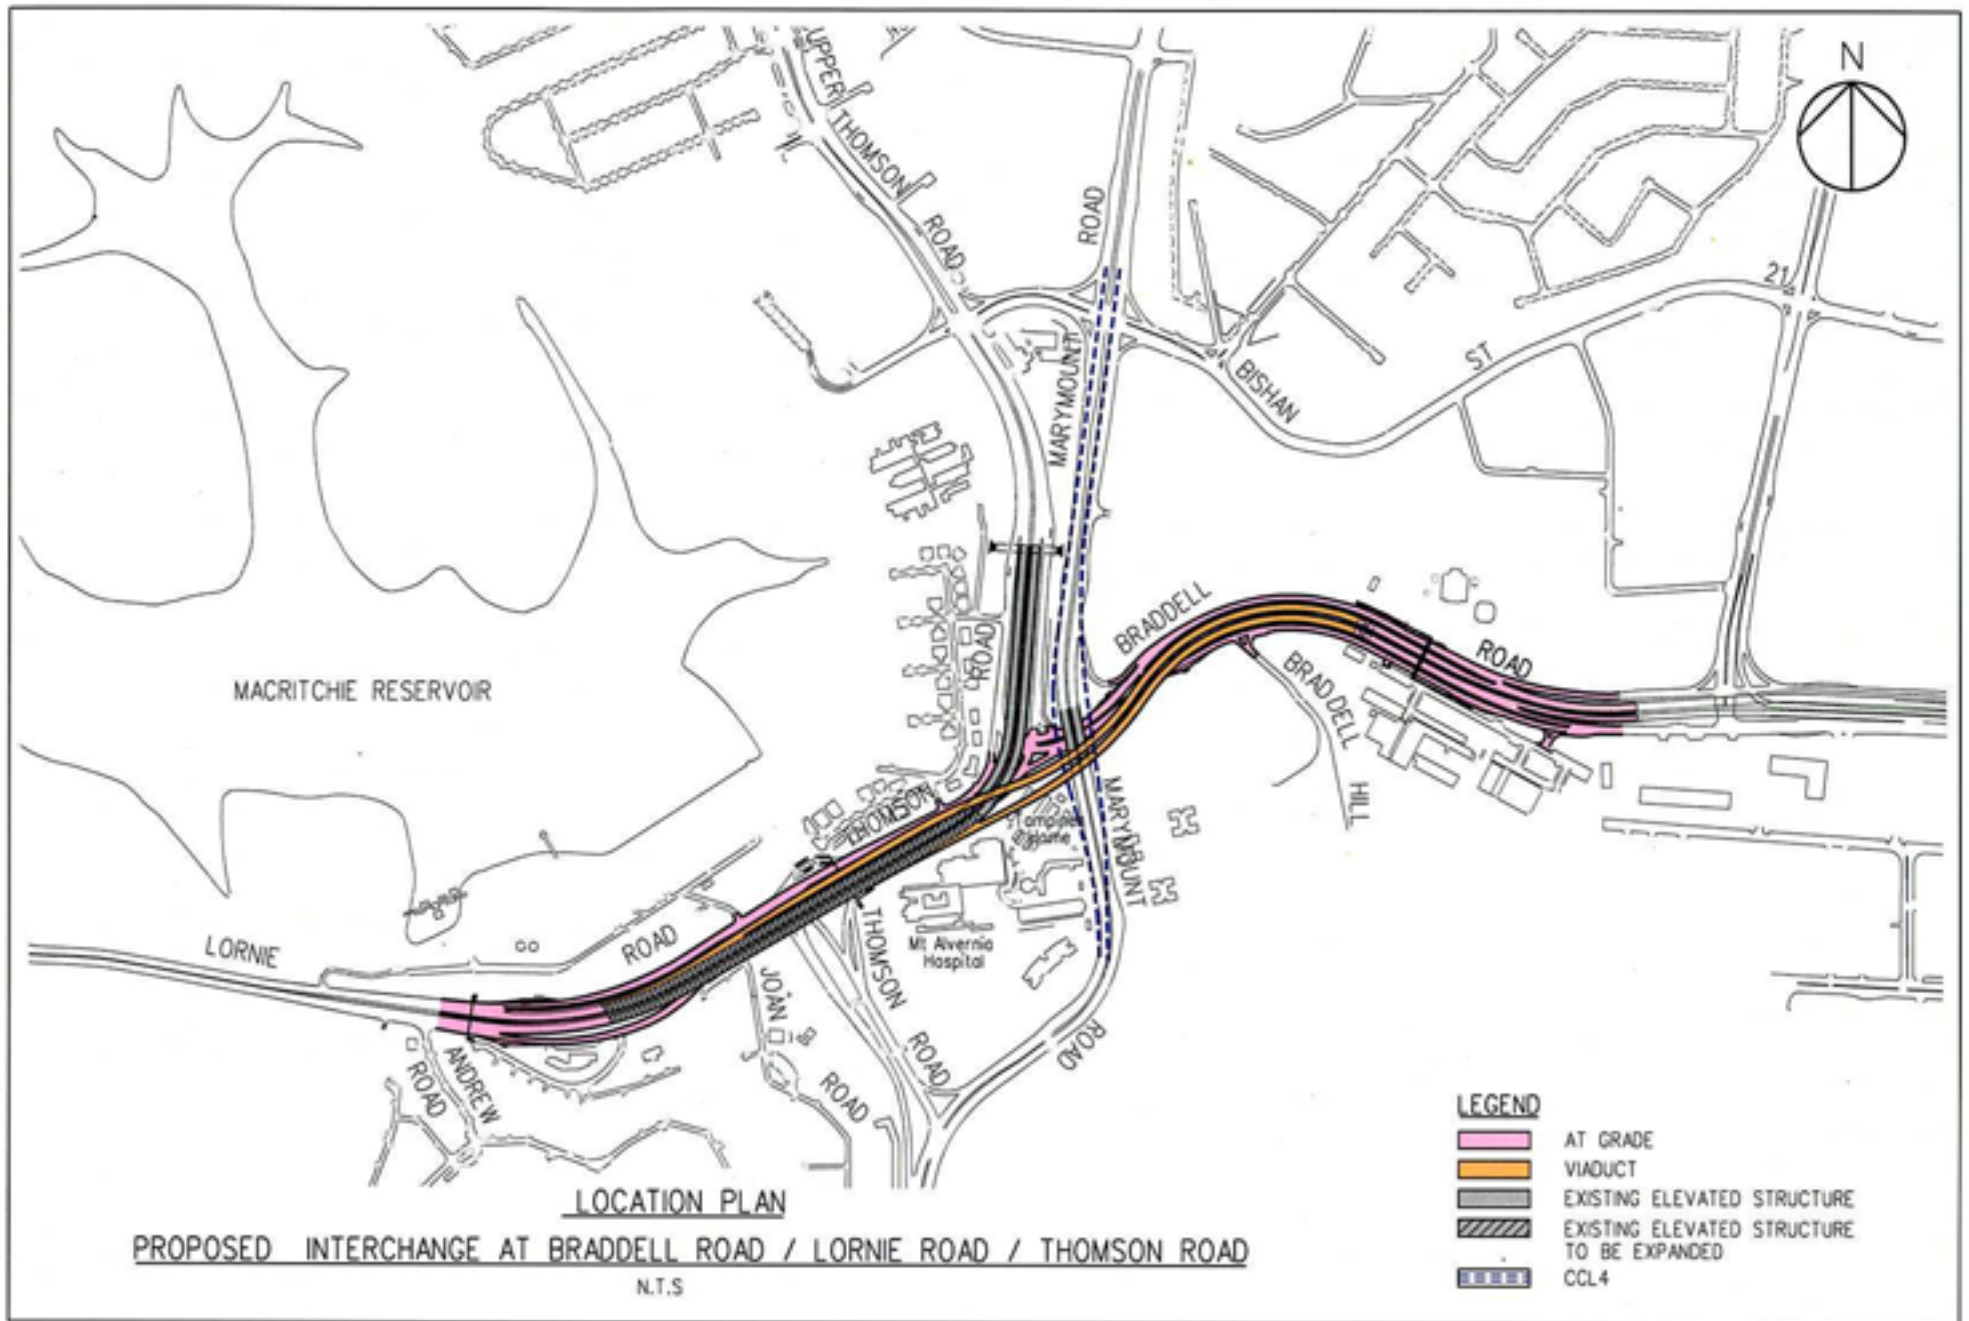 N
UPPER THOMSON ROAD
ROAD
21
MARYMOUNT
BISHAN
ST
BRADDELL
ROAD
ROAD
BRADDELL HILL
MACRITCHIE RESERVOIR
THOMSON
Home
MARYMOUNT
LORNIE
ROAD
THOMSON
ROAD
Mt Alvernia
Hospital
JOAN
ROAD
ROAD
ANDREW
ROAD
LEGEND
AT GRADE
VIADUCT
EXISTING ELEVATED STRUCTURE
EXISTING ELEVATED STRUCTURE
TO BE EXPANDED
CCL4
LOCATION PLAN
PROPOSED INTERCHANGE AT BRADDELL ROAD / LORNIE ROAD / THOMSON ROAD
N.T.S